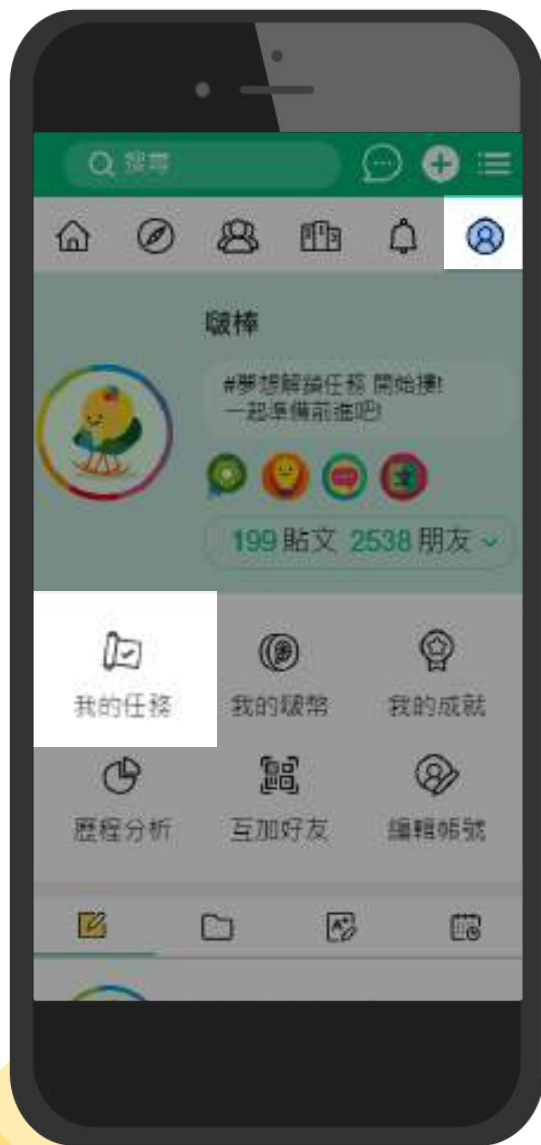 搜尋
啵棒
#夢想解鎖任務 開始摟!
一起準備前進吧!
199 貼文 2538 朋友
我的任務 我的啵幣 我的成就
歷程分析 互加好友 編輯帳號